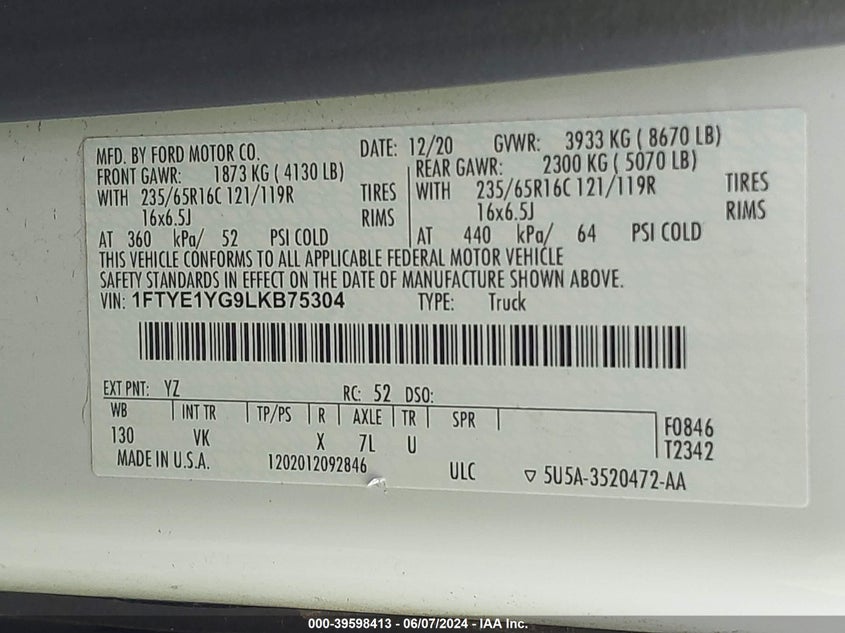 MFD. BY FORD MOTOR CO. DATE: 12/20 GVWR: 3933 KG ( 8670 LB)
FRONT GAWR: 1873 KG ( 4130 LB) REAR GAWR: 2300 KG ( 5070 LB)
WITH 235/65R16C 121/119R TIRES WITH 235/65R16C 121/119R TIRES
16x6.5J RIMS 16x6.5J RIMS
AT 360 kPa/ 52 PSI COLD AT 440 kPa/ 64 PSI COLD
THIS VEHICLE CONFORMS TO ALL APPLICABLE FEDERAL MOTOR VEHICLE
SAFETY STANDARDS IN EFFECT ON THE DATE OF MANUFACTURE SHOWN ABOVE.
VIN: 1FTYE1YG9LKB75304 TYPE: Truck
EXT PNT: YZ RC: 52 DSO:
WB INT TR TP/PS R AXLE TR SPR F0846
130 VK X 7L U T2342
MADE IN U.S.A. 1202012092846 ULC ▽ 5U5A-3520472-AA
000-39598413 - 06/07/2024 - IAA Inc.